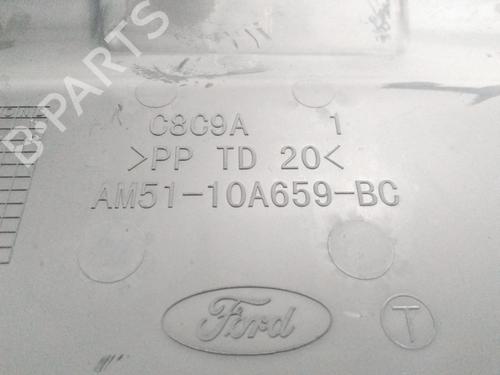 B-PARTS
C8C9A 1
>PP TD 20<
AM51-10A659-BC
Ford
T